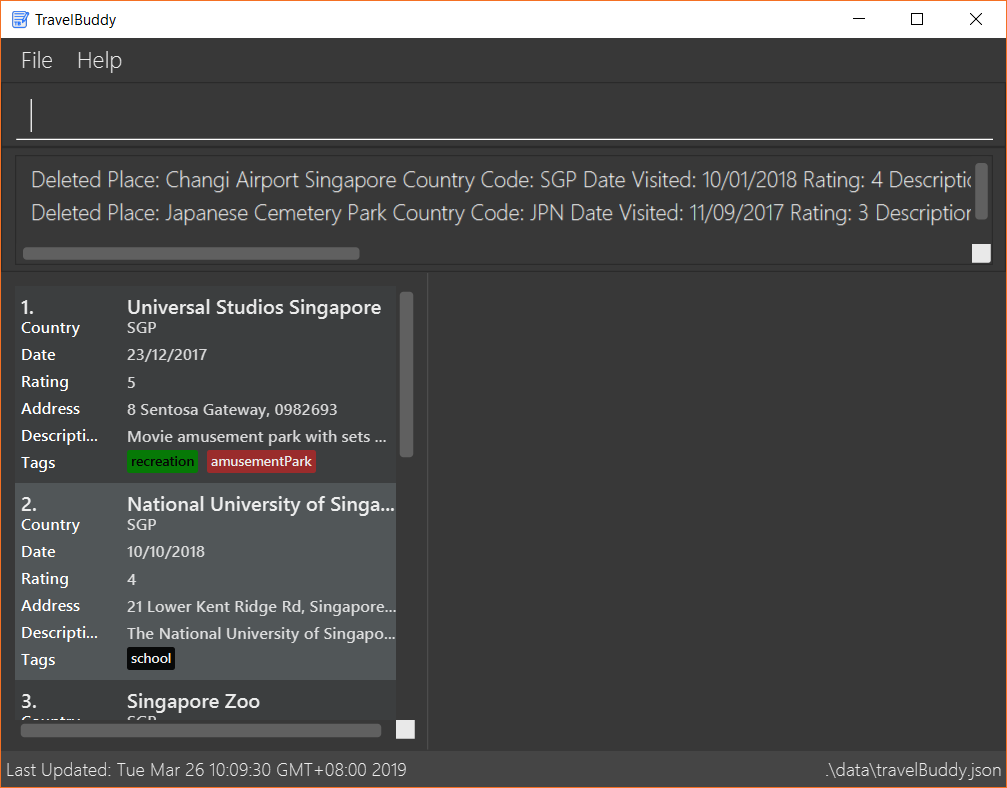 TravelBuddy
File Help
Deleted Place: Changi Airport Singapore Country Code: SGP Date Visited: 10/01/2018 Rating: 4 Descriptic
Deleted Place: Japanese Cemetery Park Country Code: JPN Date Visited: 11/09/2017 Rating: 3 Description
1. Universal Studios Singapore
Country SGP
Date 23/12/2017
Rating 5
Address 8 Sentosa Gateway, 0982693
Descripti... Movie amusement park with sets ...
Tags recreation amusementPark
2. National University of Singa...
Country SGP
Date 10/10/2018
Rating 4
Address 21 Lower Kent Ridge Rd, Singapore...
Descripti... The National University of Singapo...
Tags school
3. Singapore Zoo
Country SGP
Last Updated: Tue Mar 26 10:09:30 GMT+08:00 2019 .\data\travelBuddy.json